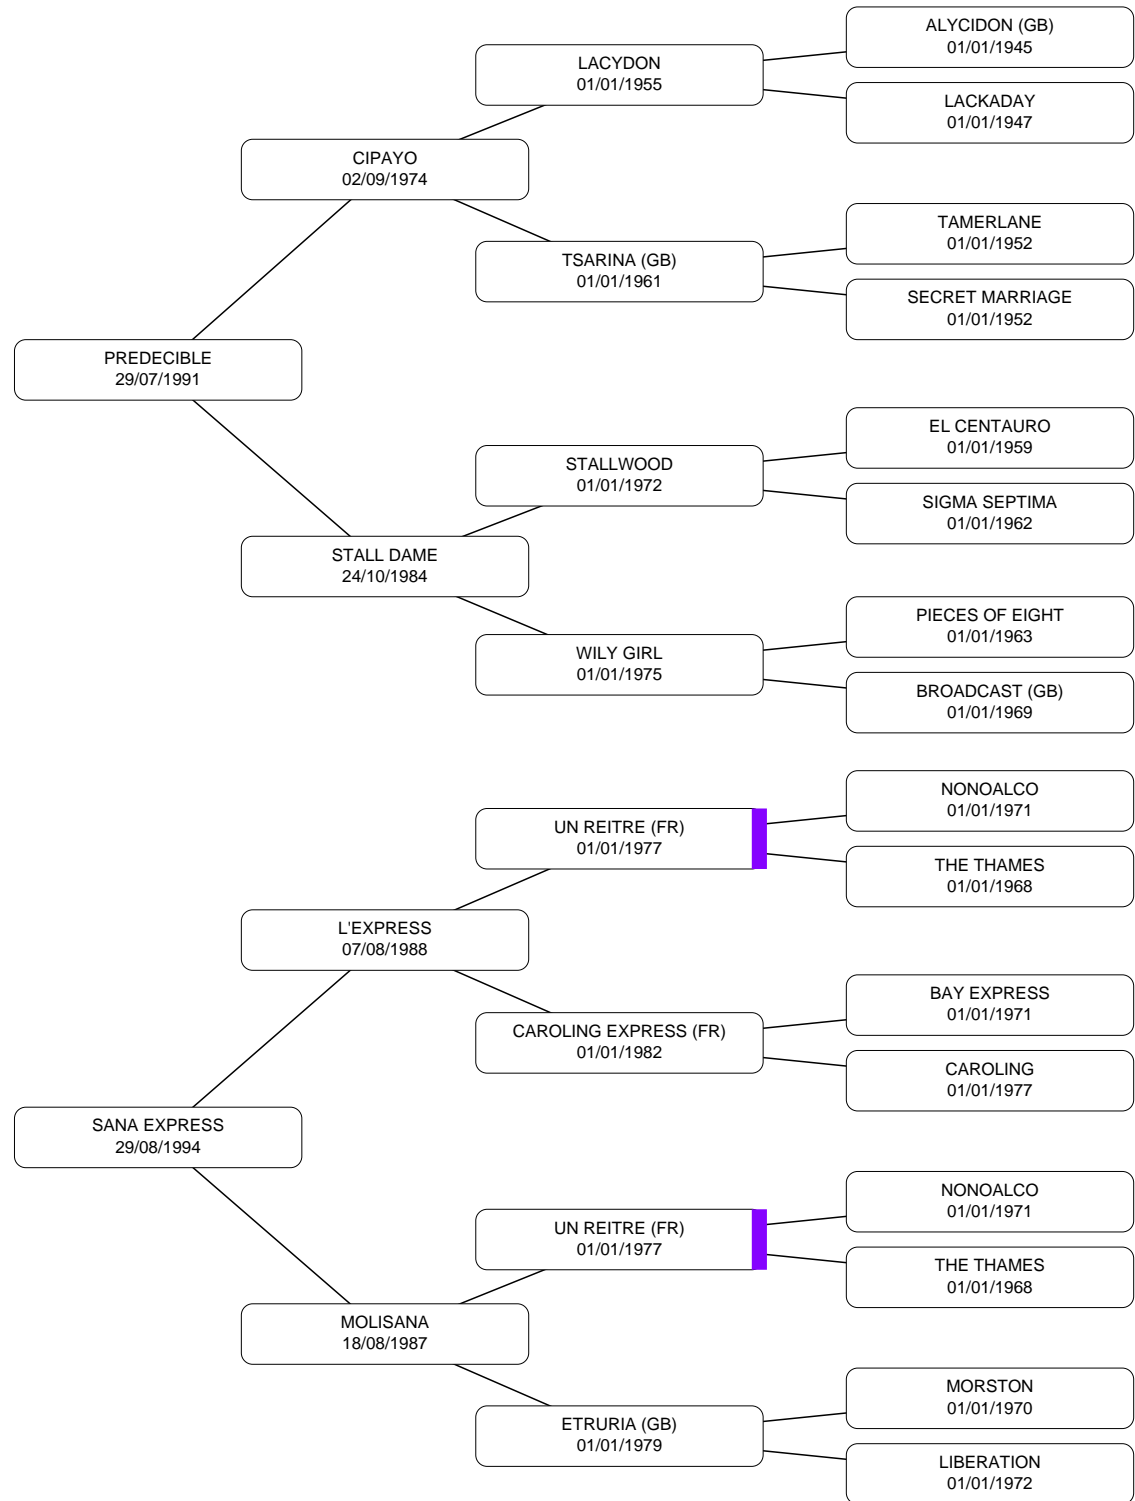 ALYCIDON (GB)
01/01/1945
LACYDON
01/01/1955
LACKADAY
01/01/1947
CIPAYO
02/09/1974
TAMERLANE
01/01/1952
TSARINA (GB)
01/01/1961
SECRET MARRIAGE
01/01/1952
PREDECIBLE
29/07/1991
EL CENTAURO
01/01/1959
STALLWOOD
01/01/1972
SIGMA SEPTIMA
01/01/1962
STALL DAME
24/10/1984
PIECES OF EIGHT
01/01/1963
WILY GIRL
01/01/1975
BROADCAST (GB)
01/01/1969
NONOALCO
01/01/1971
UN REITRE (FR)
01/01/1977
THE THAMES
01/01/1968
L'EXPRESS
07/08/1988
BAY EXPRESS
01/01/1971
CAROLING EXPRESS (FR)
01/01/1982
CAROLING
01/01/1977
SANA EXPRESS
29/08/1994
NONOALCO
01/01/1971
UN REITRE (FR)
01/01/1977
THE THAMES
01/01/1968
MOLISANA
18/08/1987
MORSTON
01/01/1970
ETRURIA (GB)
01/01/1979
LIBERATION
01/01/1972